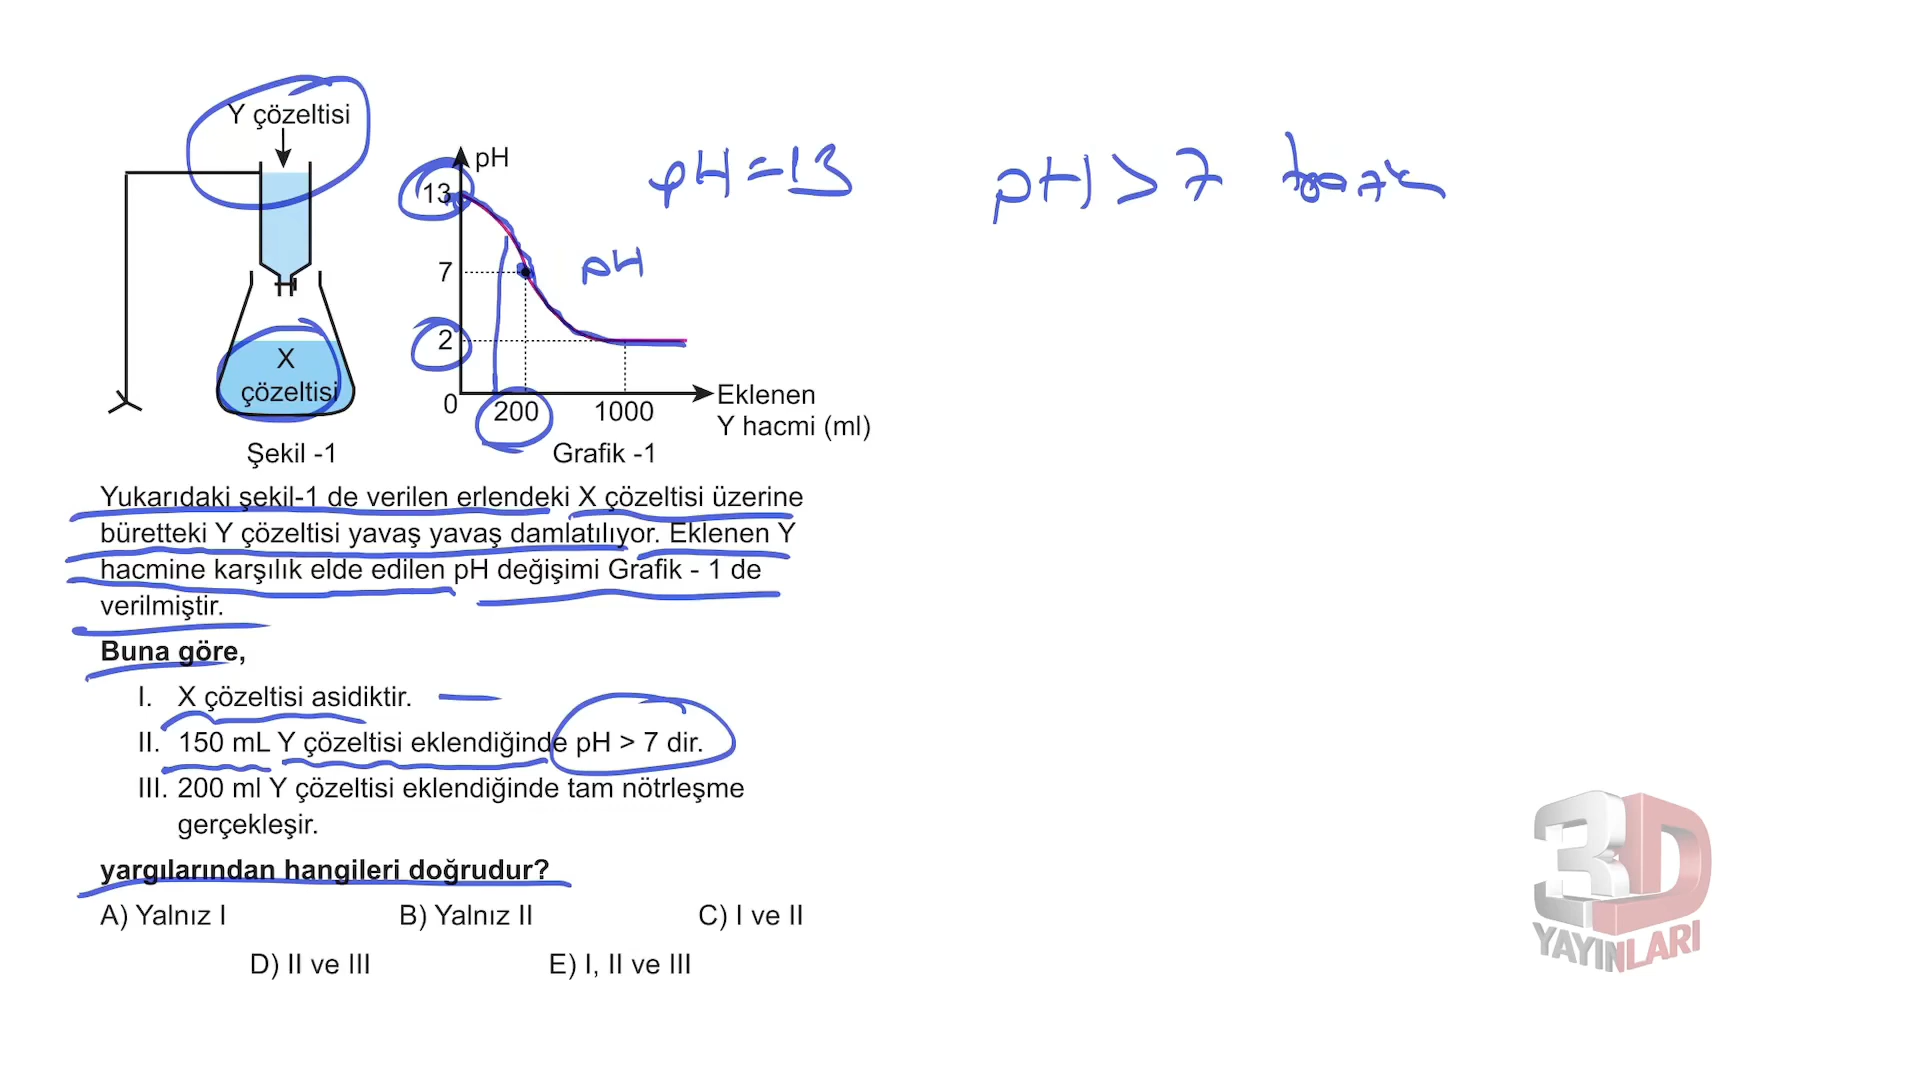 Y çözeltisi
X
çözeltisi
Şekil -1
pH
13
7
2
0
200
1000
Eklenen
Y hacmi (ml)
Grafik -1
pH
pH = 13
pH > 7 bazik
Yukarıdaki şekil-1 de verilen erlendeki X çözeltisi üzerine
büretteki Y çözeltisi yavaş yavaş damlatılıyor. Eklenen Y
hacmine karşılık elde edilen pH değişimi Grafik - 1 de
verilmiştir.
Buna göre,
I. X çözeltisi asidiktir.
II. 150 mL Y çözeltisi eklendiğinde pH > 7 dir.
III. 200 ml Y çözeltisi eklendiğinde tam nötrleşme
gerçekleşir.
yargılarından hangileri doğrudur?
A) Yalnız I B) Yalnız II C) I ve II
D) II ve III E) I, II ve III
3D
YAYINLARI